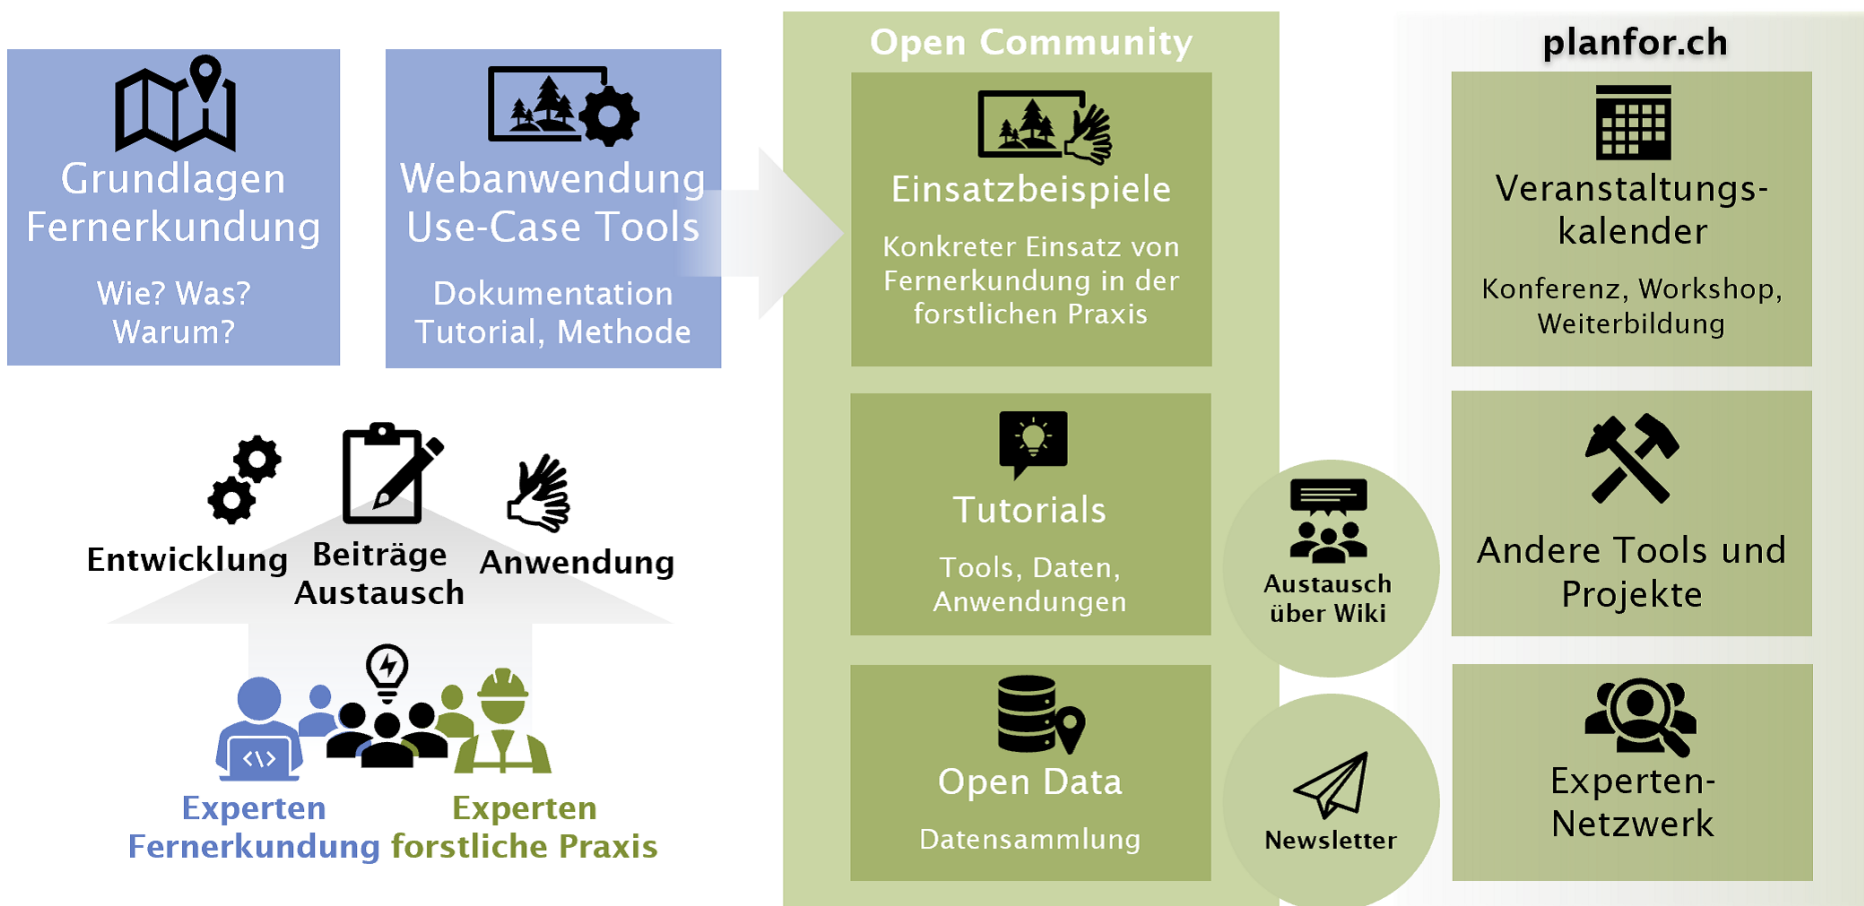 Grundlagen
Fernerkundung
Wie? Was?
Warum?
Webanwendung
Use-Case Tools
Dokumentation
Tutorial, Methode
Entwicklung
Beiträge
Austausch
Anwendung
</>
Experten
Fernerkundung
Experten
forstliche Praxis
Open Community
Einsatzbeispiele
Konkreter Einsatz von
Fernerkundung in der
forstlichen Praxis
Tutorials
Tools, Daten,
Anwendungen
Open Data
Datensammlung
Austausch
über Wiki
Newsletter
planfor.ch
Veranstaltungs-
kalender
Konferenz, Workshop,
Weiterbildung
Andere Tools und
Projekte
Experten-
Netzwerk